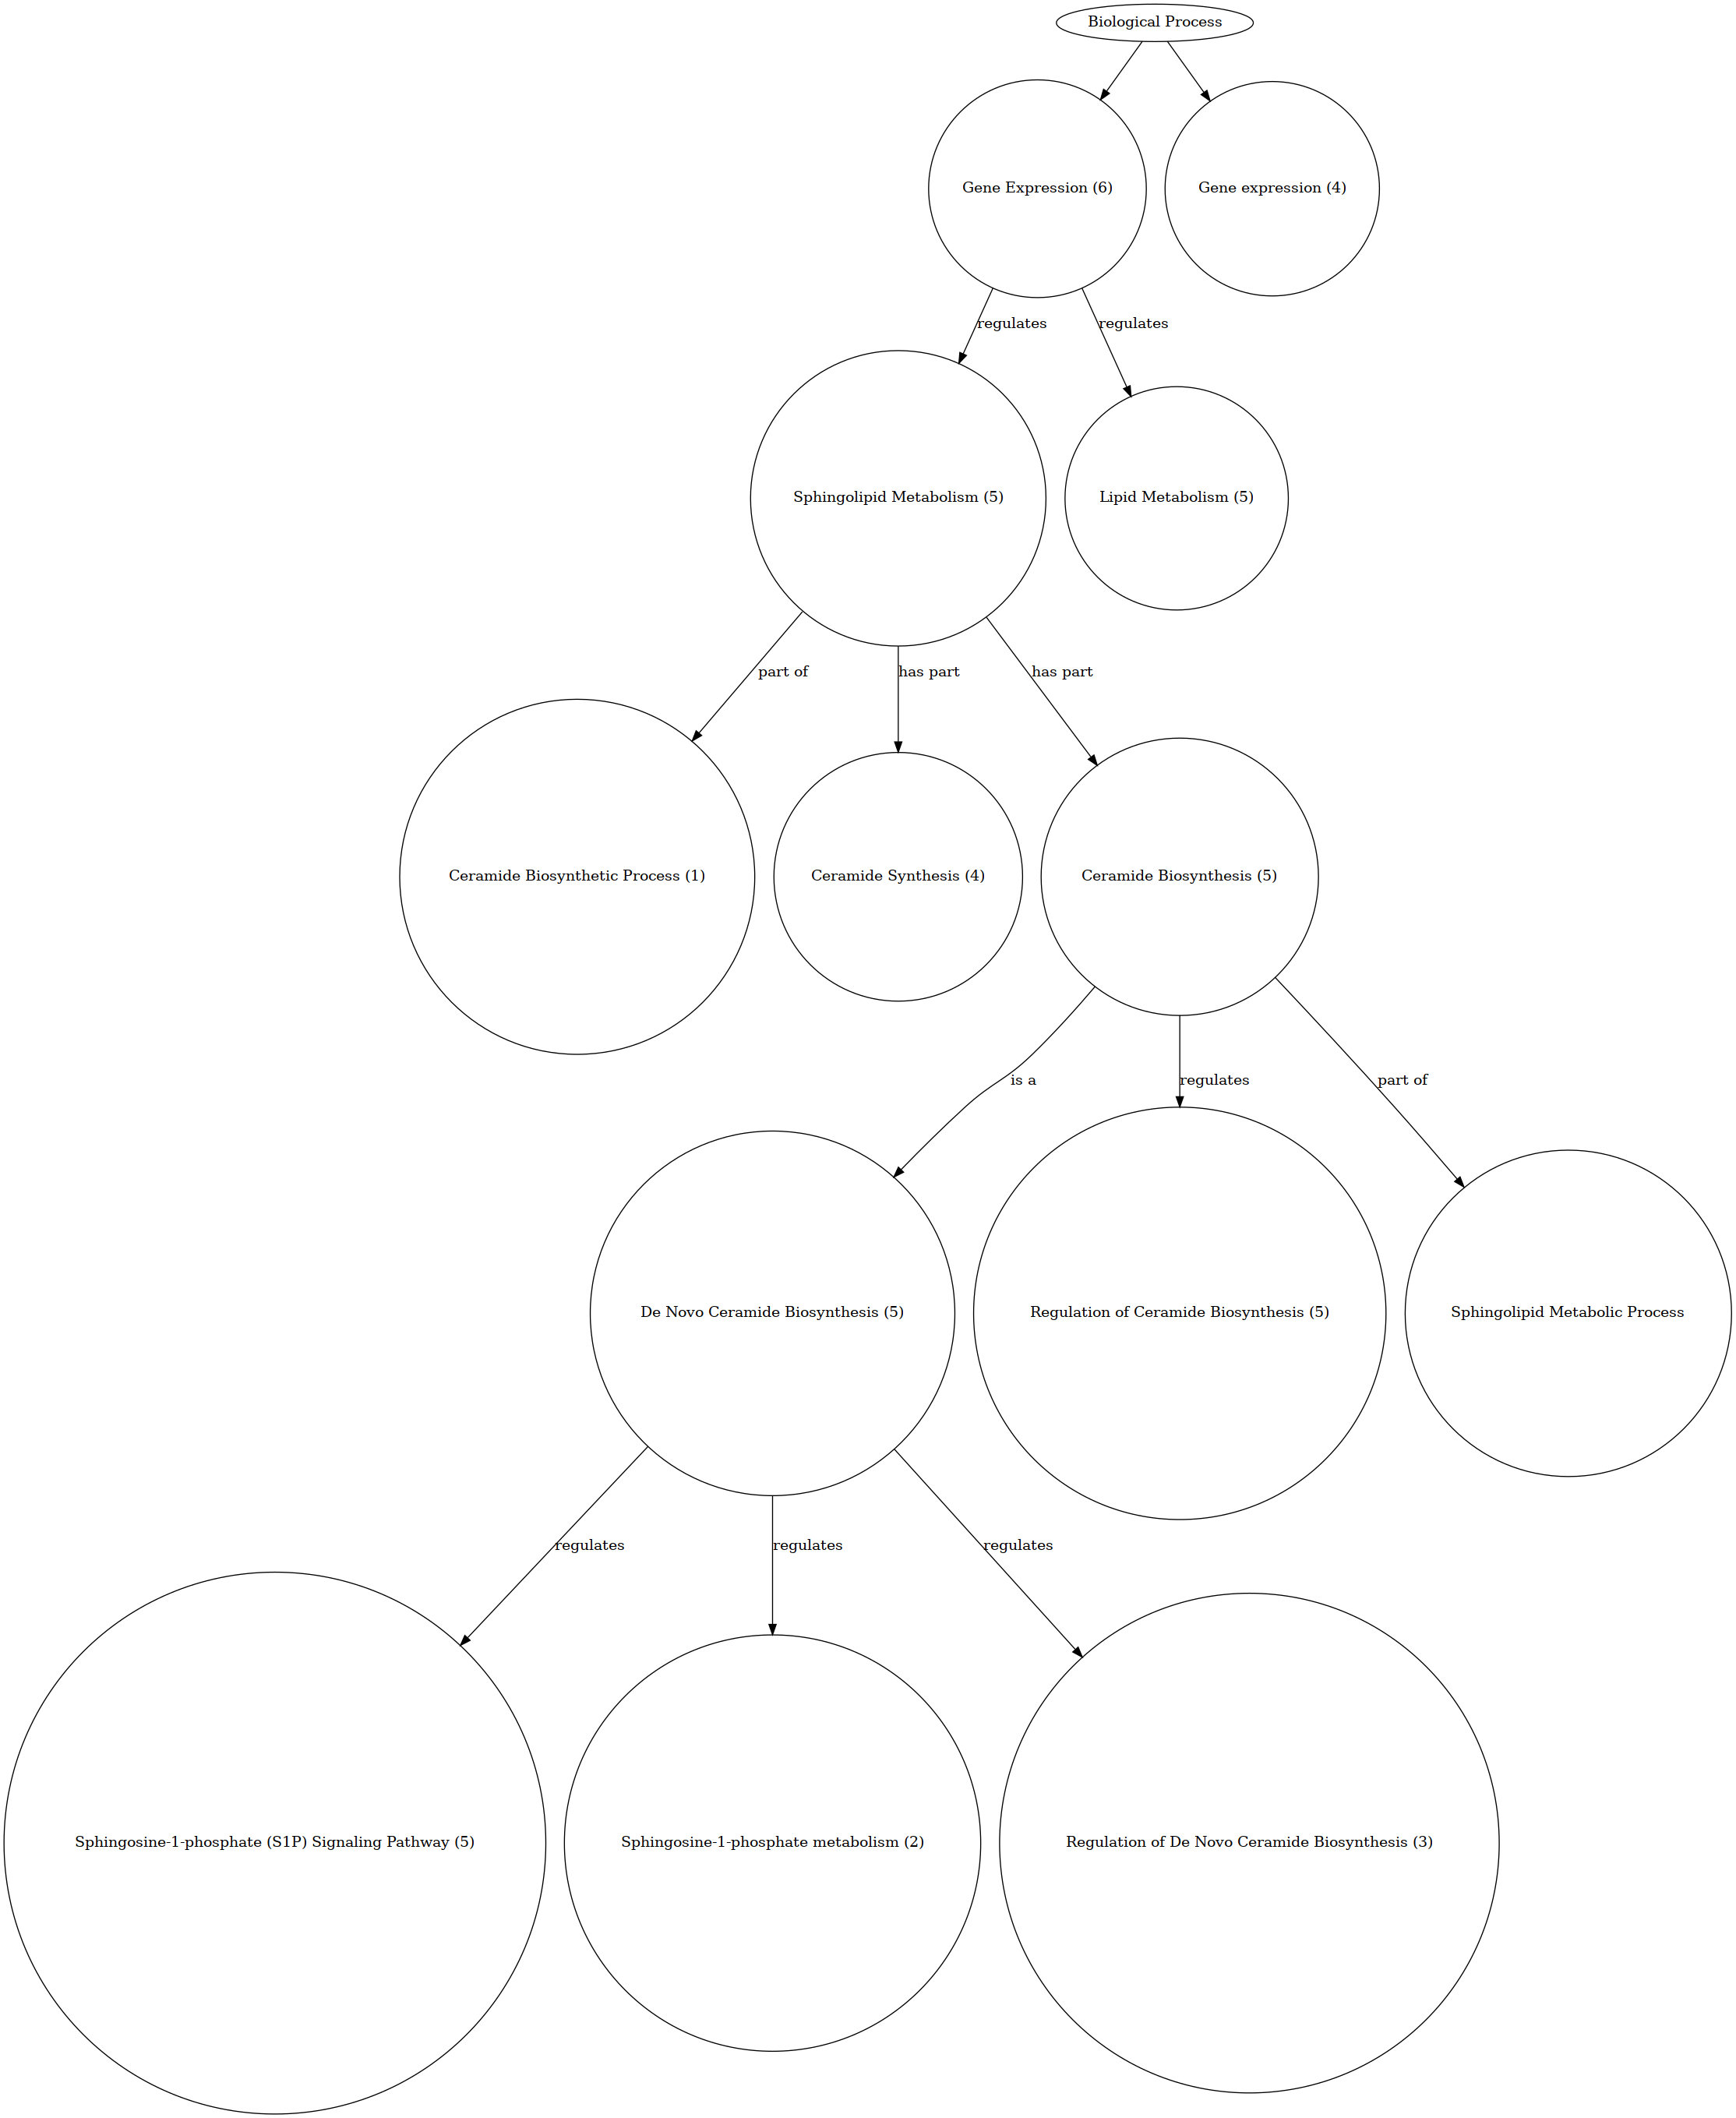 Biological Process
Gene Expression (6)
Gene expression (4)
regulates
regulates
Sphingolipid Metabolism (5)
Lipid Metabolism (5)
part of
has part
has part
Ceramide Biosynthetic Process (1)
Ceramide Synthesis (4)
Ceramide Biosynthesis (5)
is a
regulates
part of
De Novo Ceramide Biosynthesis (5)
Regulation of Ceramide Biosynthesis (5)
Sphingolipid Metabolic Process
regulates
regulates
regulates
Sphingosine-1-phosphate (S1P) Signaling Pathway (5)
Sphingosine-1-phosphate metabolism (2)
Regulation of De Novo Ceramide Biosynthesis (3)